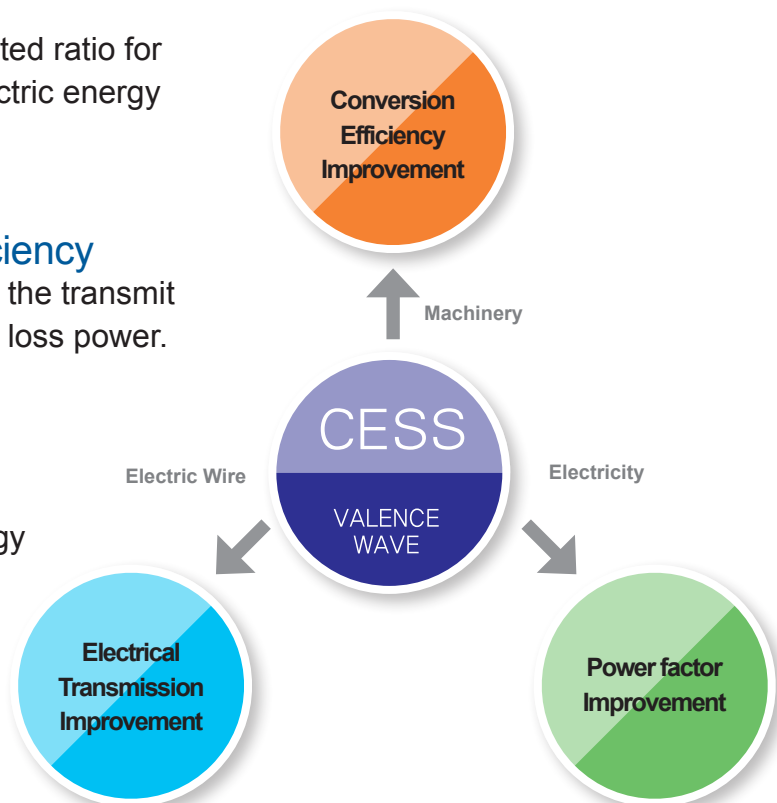 ted ratio for
ctric energy
ciency
the transmit
loss power.
gy
Conversion
Efficiency
Improvement
Machinery
CESS
VALENCE
WAVE
Electric Wire
Electricity
Electrical
Transmission
Improvement
Power factor
Improvement